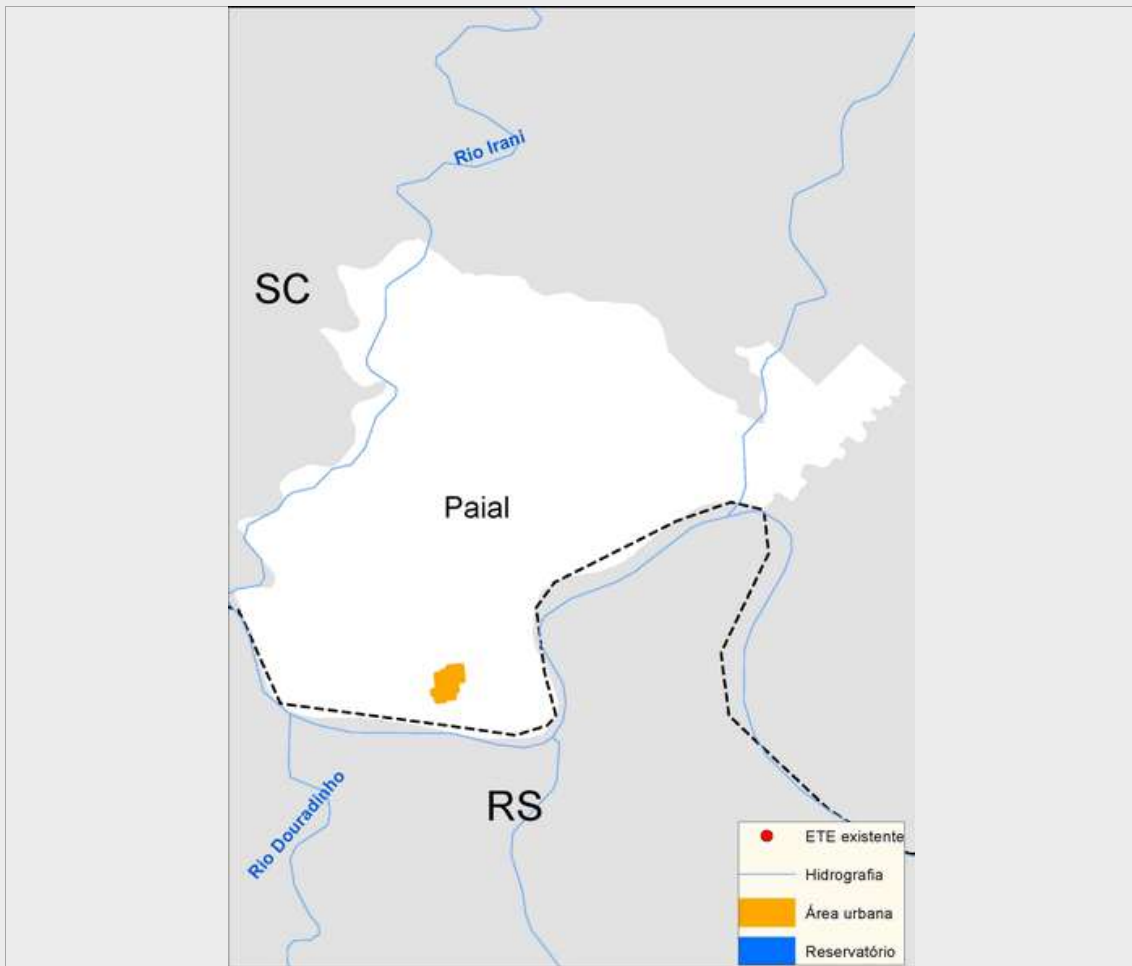 Rio Irani
SC
Paial
RS
Rio Douradinho
ETE existente
Hidrografia
Área urbana
Reservatório